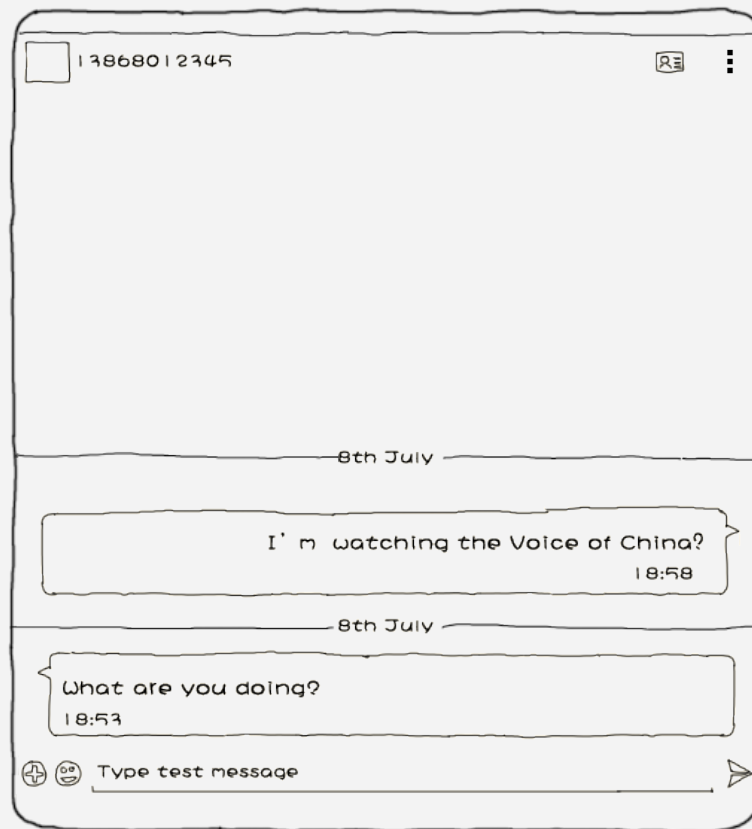 13868012345
8th July
I'm watching the Voice of China?
18:58
8th July
What are you doing?
18:53
Type test message